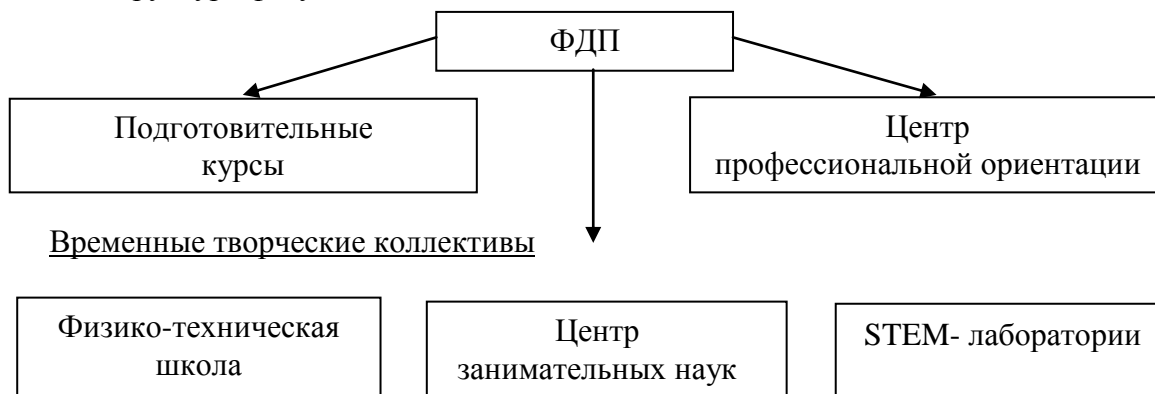 ФДП
Подготовительные
курсы
Центр
профессиональной ориентации
Временные творческие коллективы
Физико-техническая
школа
Центр
занимательных наук
STEM- лаборатории